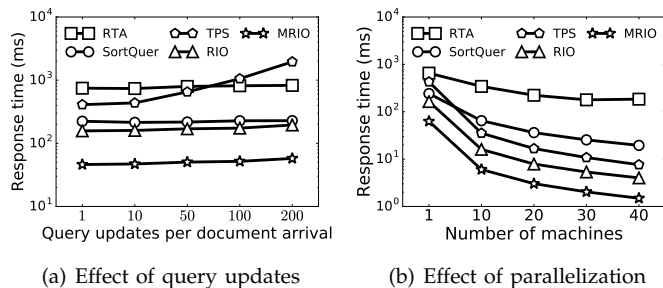 RTA TPS MRIO
SortQuer RIO
Response time (ms)
10^4
10^3
10^2
10^1
1 10 50 100 200
Query updates per document arrival
(a) Effect of query updates
RTA TPS MRIO
SortQuer RIO
Response time (ms)
10^4
10^3
10^2
10^1
10^0
1 10 20 30 40
Number of machines
(b) Effect of parallelization